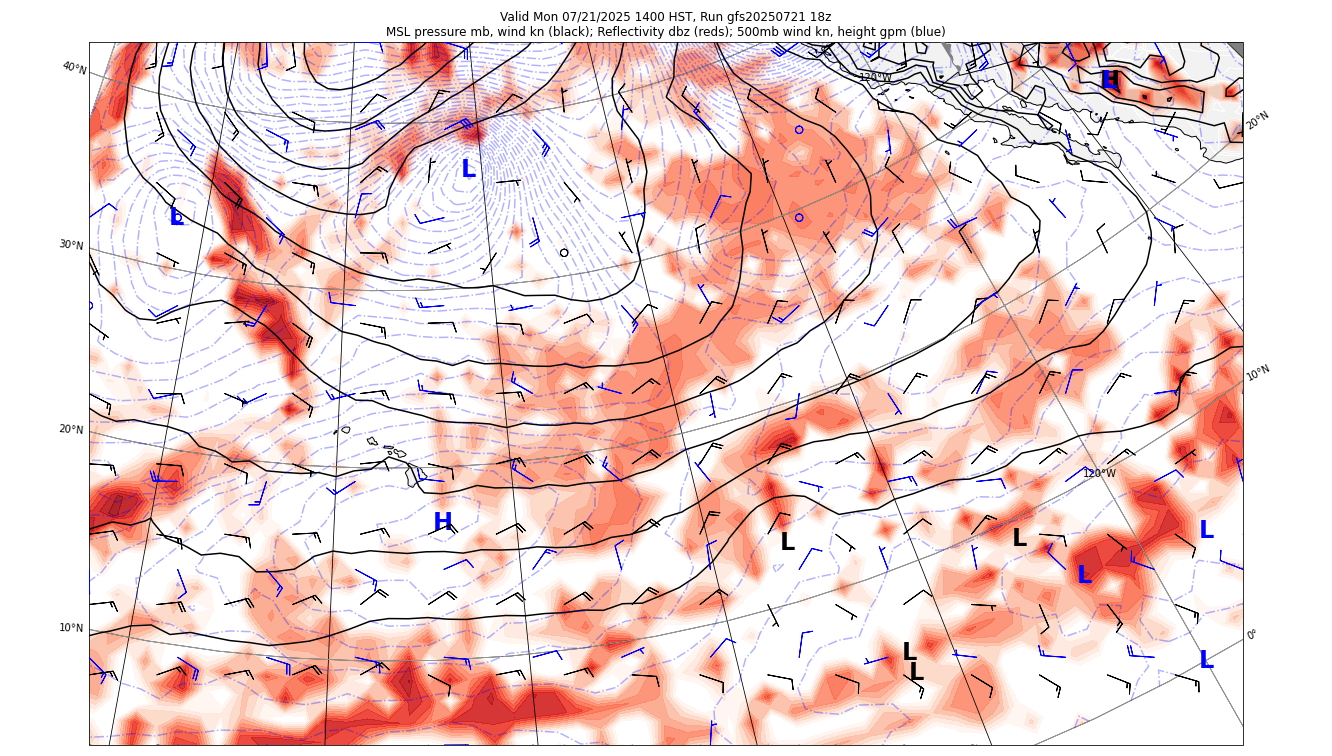 Valid Mon 07/21/2025 1400 HST, Run gfs20250721 18z
MSL pressure mb, wind kn (black); Reflectivity dbz (reds); 500mb wind kn, height gpm (blue)
40°N
120°W
H
H
20°N
L
L
30°N
10°N
20°N
120°W
H
L
L
L
L
10°N
0°
L
L
L